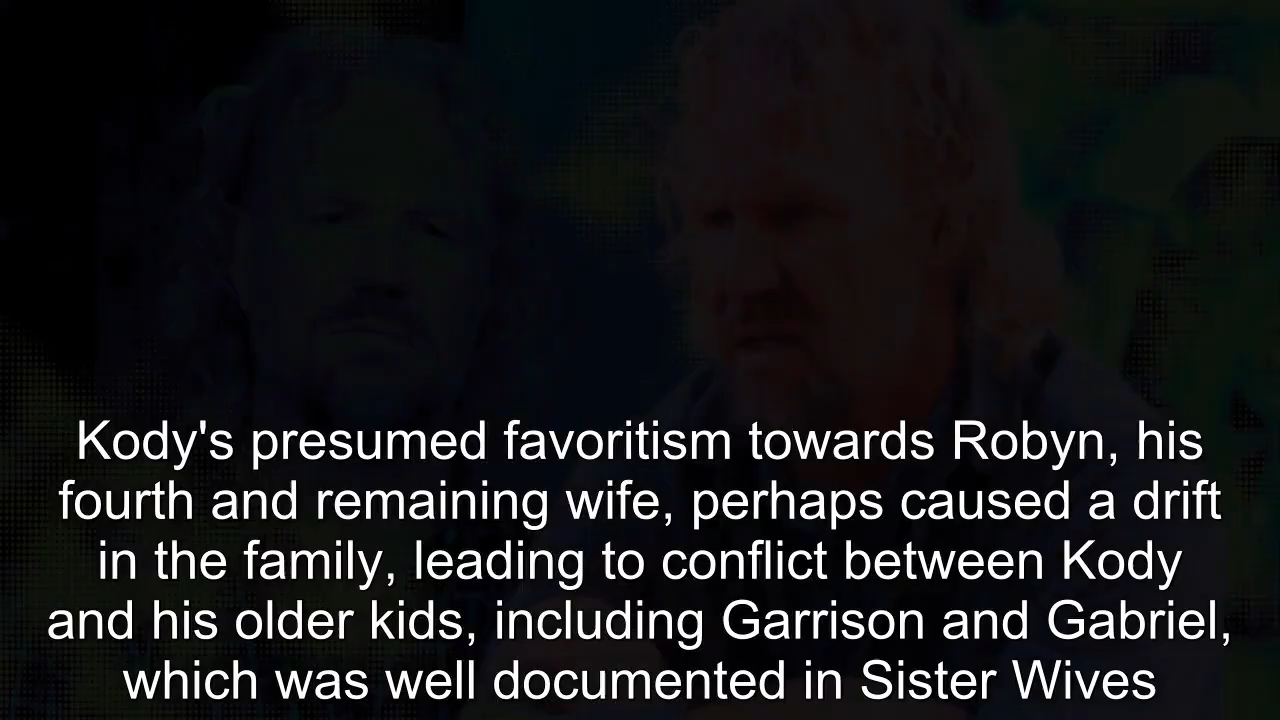 Kody's presumed favoritism towards Robyn, his
fourth and remaining wife, perhaps caused a drift
in the family, leading to conflict between Kody
and his older kids, including Garrison and Gabriel,
which was well documented in Sister Wives